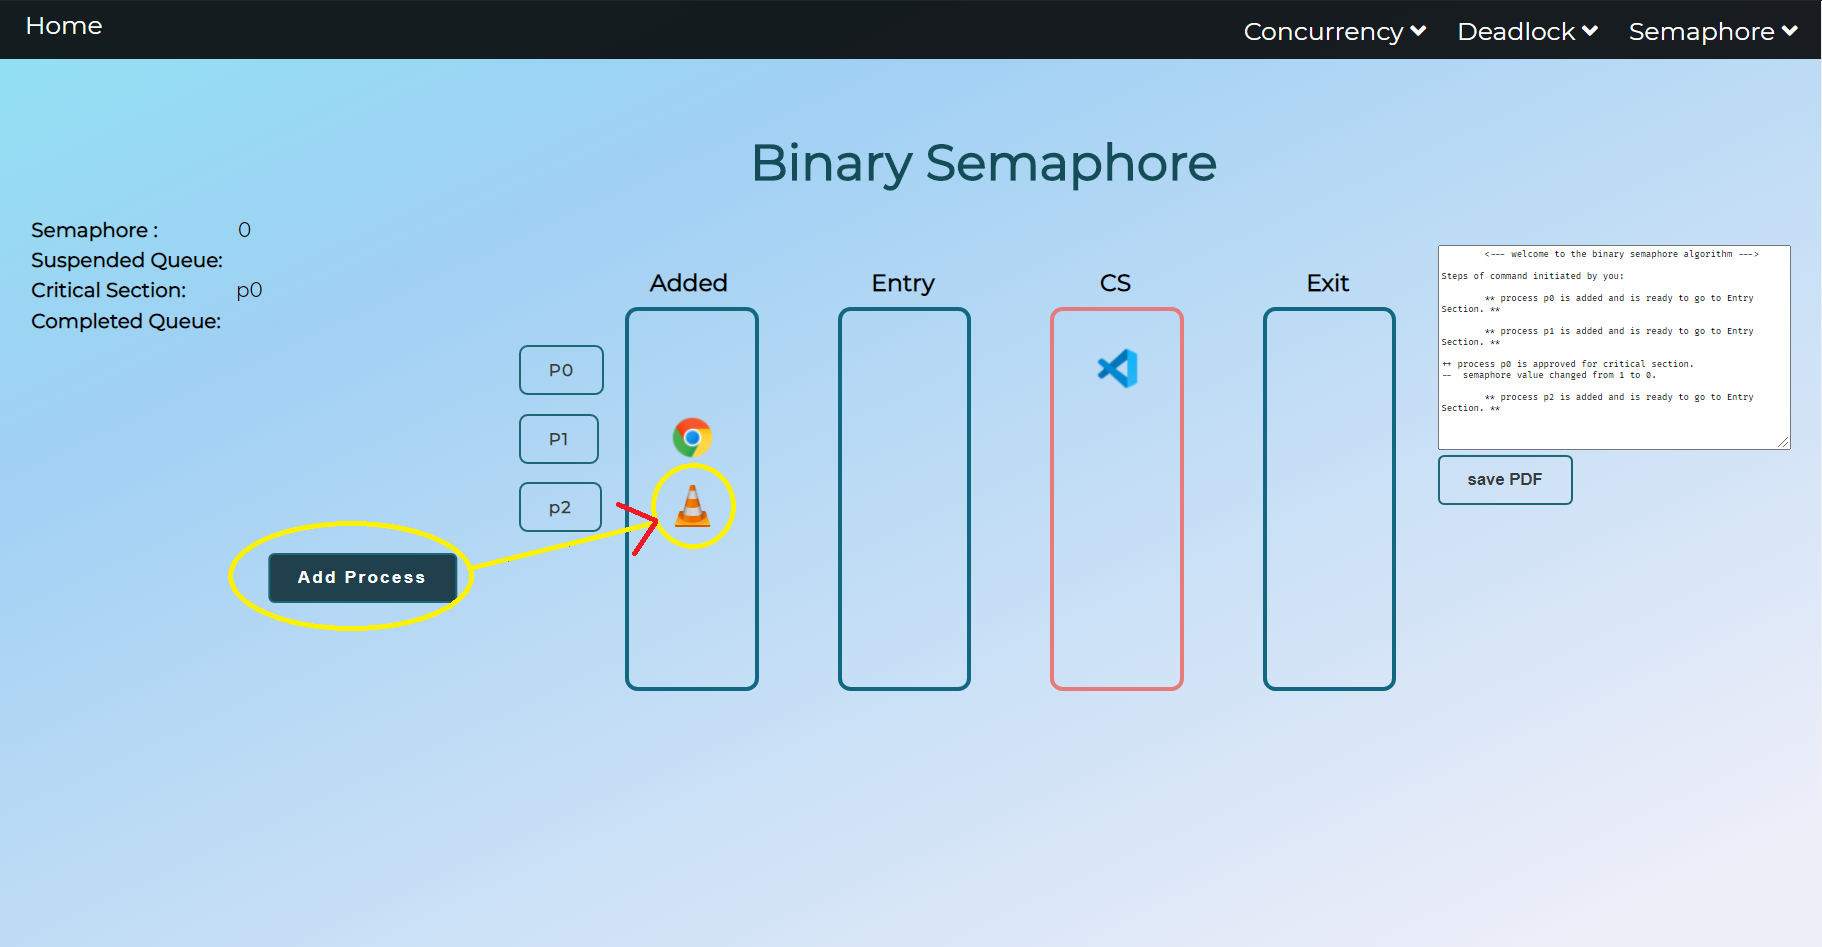 Home
Concurrency
Deadlock
Semaphore
Binary Semaphore
Semaphore : 0
Suspended Queue:
Critical Section: p0
Completed Queue:
Added
Entry
CS
Exit
P0
P1
p2
Add Process
<--- welcome to the binary semaphore algorithm --->
Steps of command initiated by you:
** process p0 is added and is ready to go to Entry
Section. **
** process p1 is added and is ready to go to Entry
Section. **
++ process p0 is approved for critical section.
-- semaphore value changed from 1 to 0.
** process p2 is added and is ready to go to Entry
Section. **
save PDF